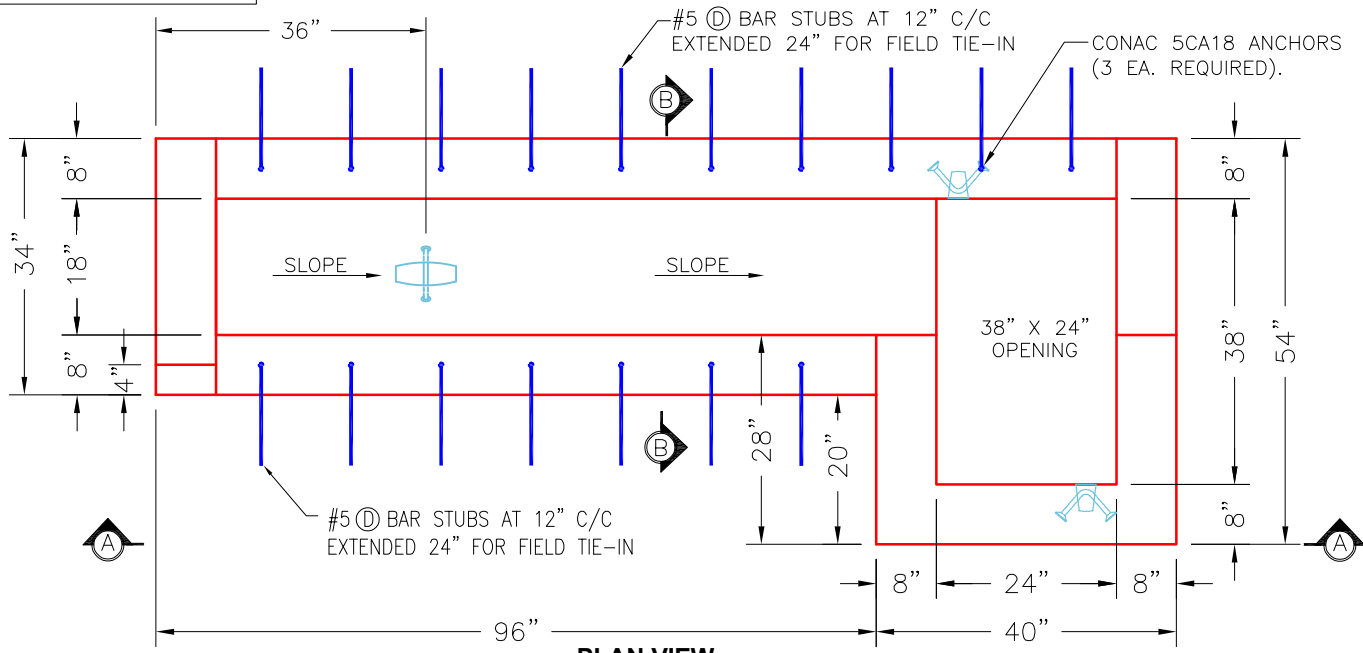 36”
#5 Ⓓ BAR STUBS AT 12” C/C
EXTENDED 24” FOR FIELD TIE–IN
CONAC 5CA18 ANCHORS
(3 EA. REQUIRED).
B
34”
8”
18”
8”
4”
SLOPE
SLOPE
38” X 24”
OPENING
8”
38”
8”
54”
28”
20”
B
#5 Ⓓ BAR STUBS AT 12” C/C
EXTENDED 24” FOR FIELD TIE–IN
A
A
8”
24”
8”
96”
40”
PLAN VIEW